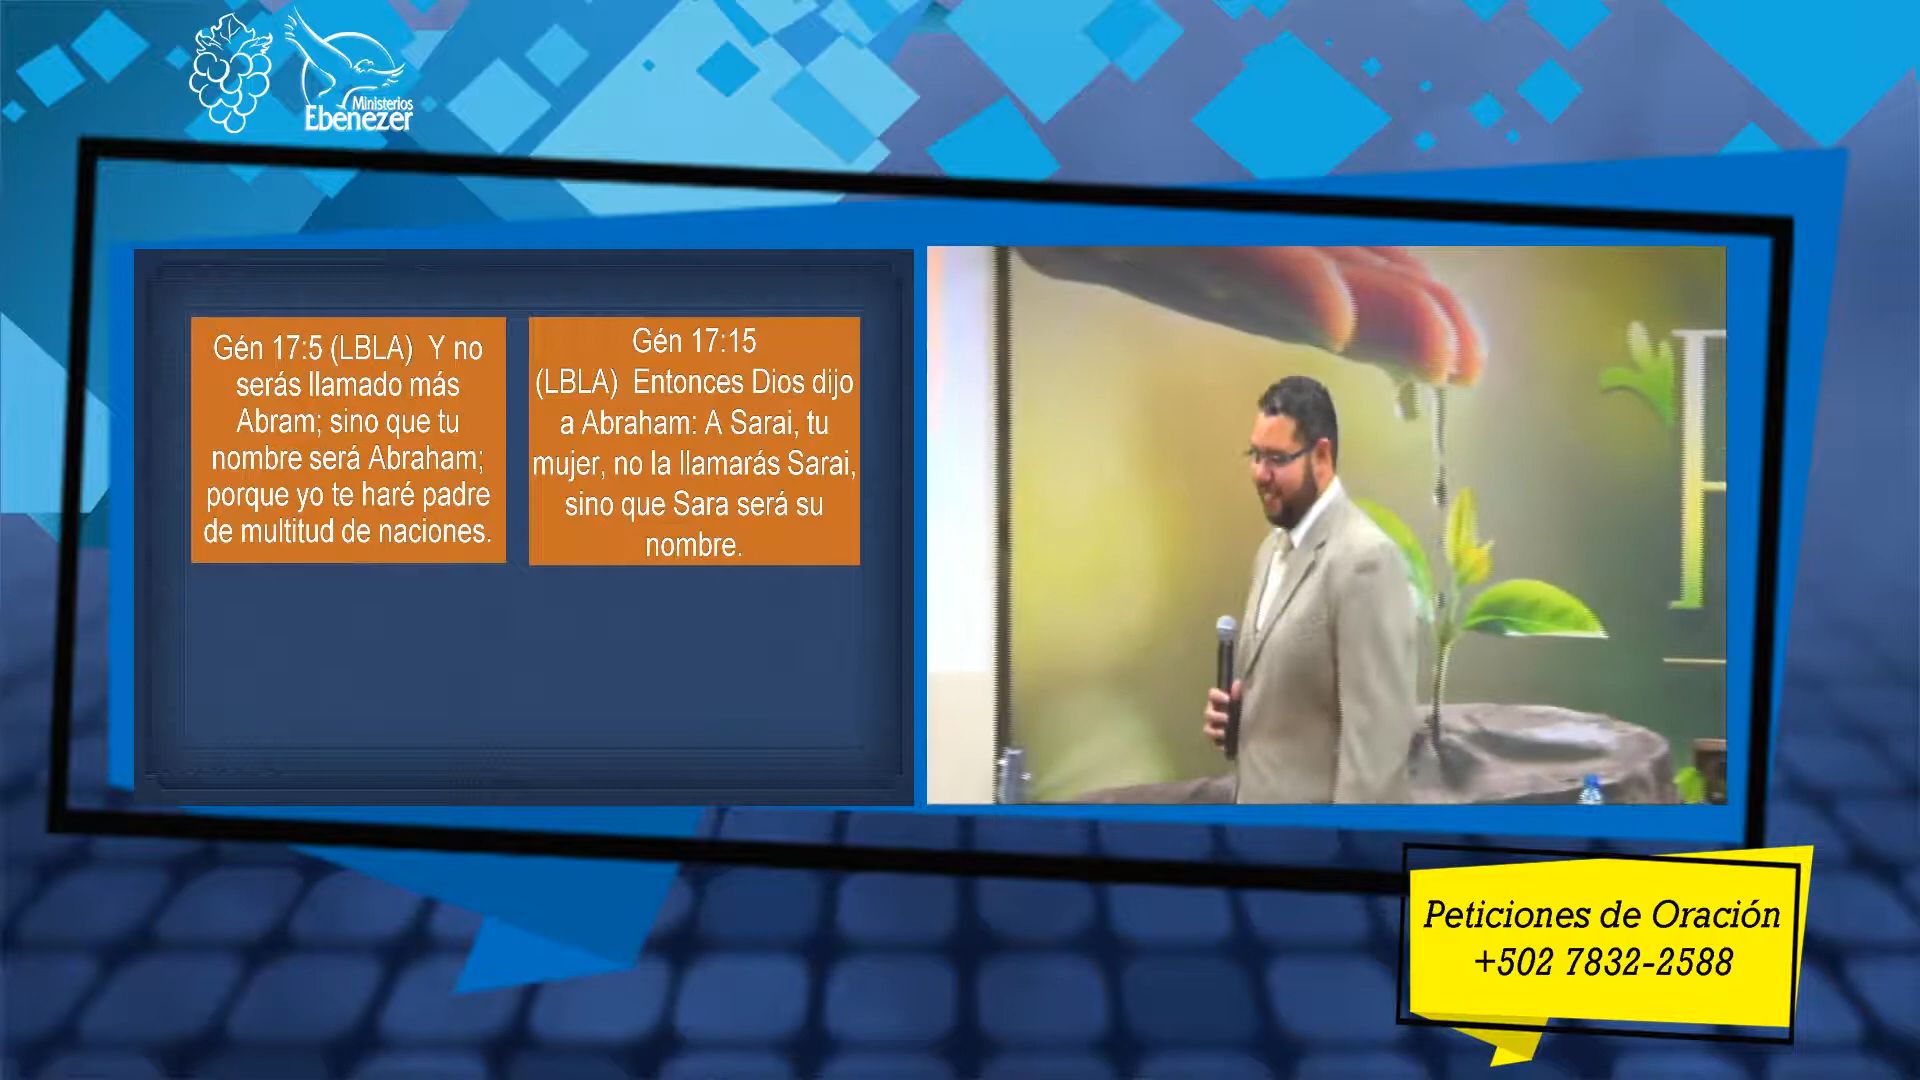 Ministerios
Ebenezer
Gén 17:5 (LBLA)  Y no
serás llamado más
Abram; sino que tu
nombre será Abraham;
porque yo te haré padre
de multitud de naciones.
Gén 17:15
(LBLA)  Entonces Dios dijo
a Abraham: A Sarai, tu
mujer, no la llamarás Sarai,
sino que Sara será su
nombre.
Peticiones de Oración
+502 7832-2588